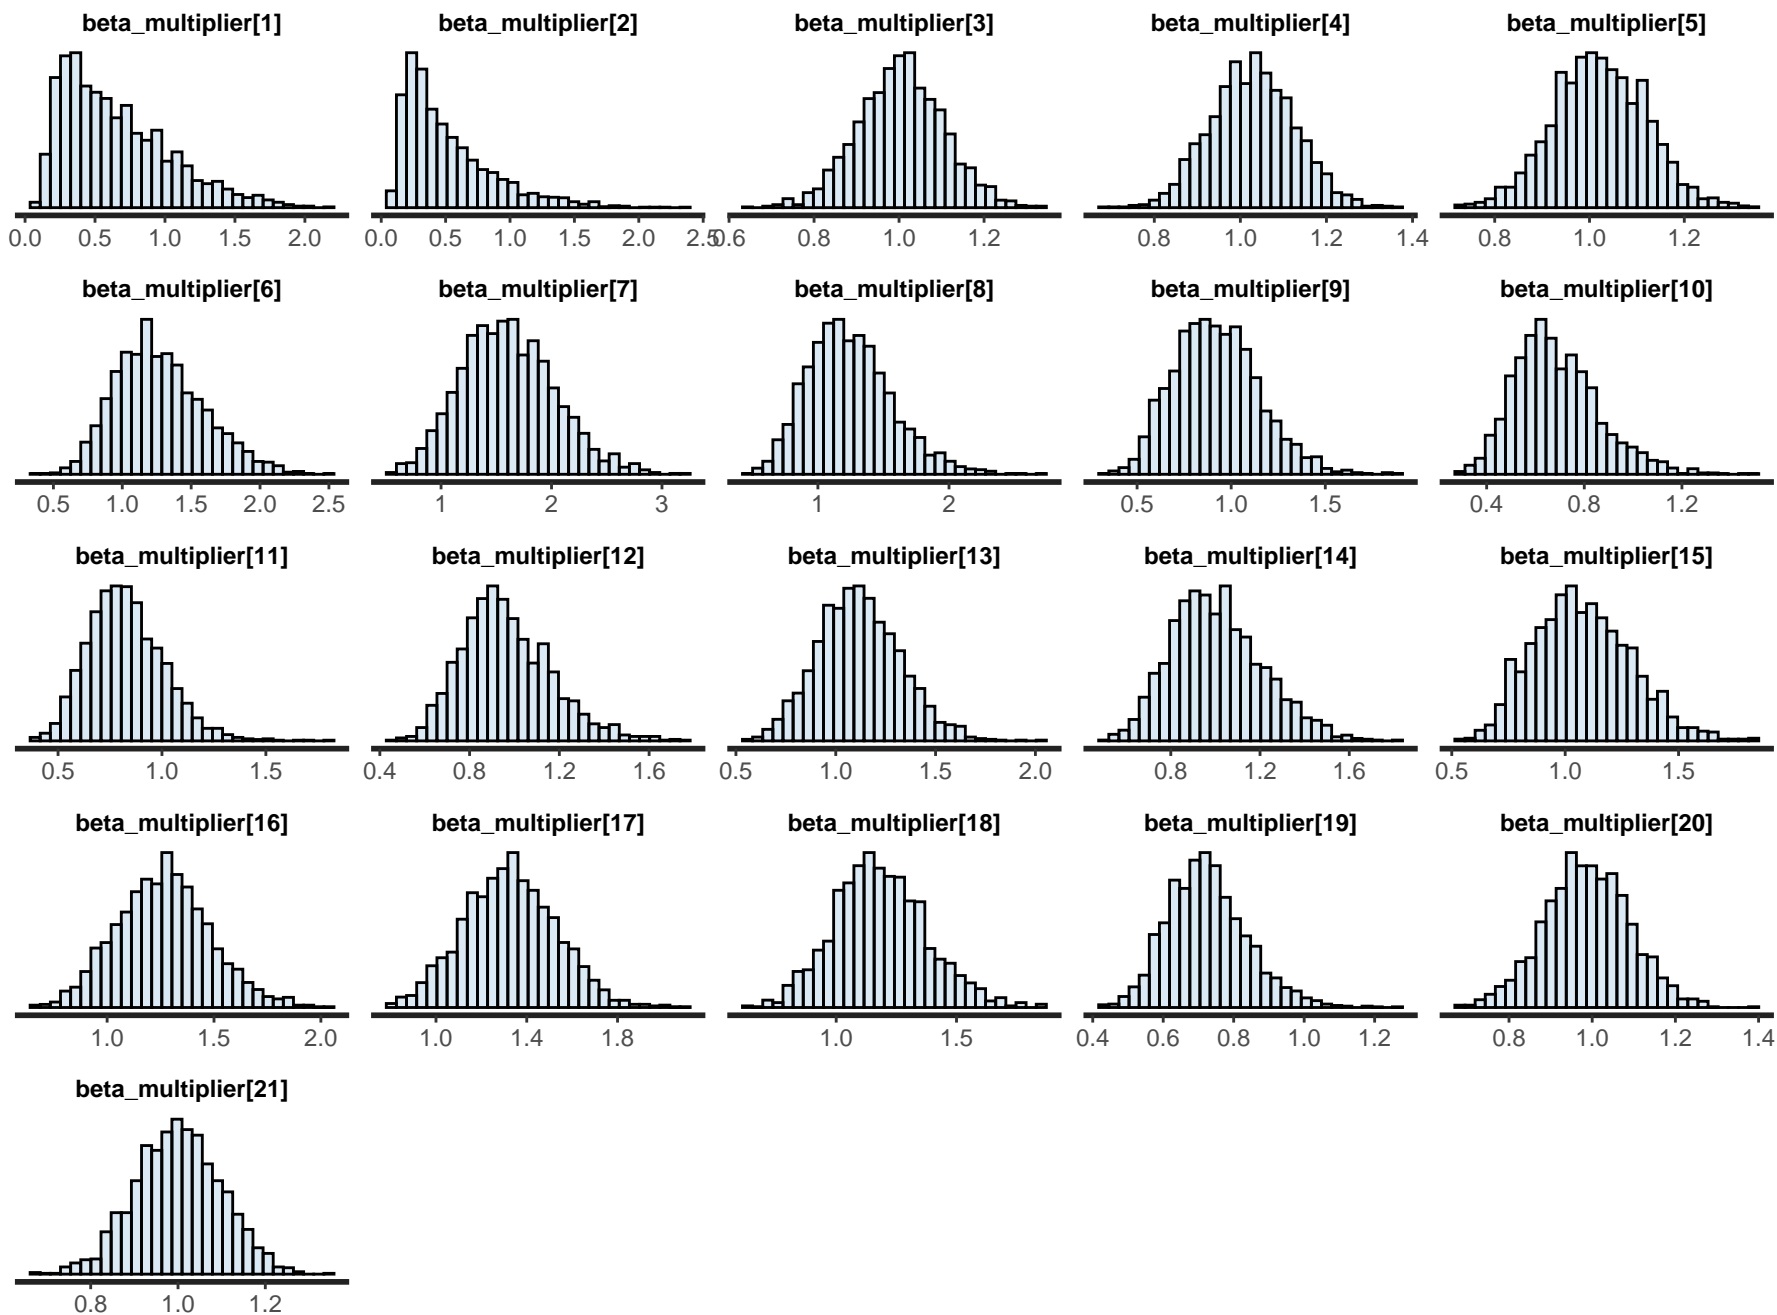 beta_multiplier[1] beta_multiplier[2] beta_multiplier[3] beta_multiplier[4] beta_multiplier[5]
0.0 0.5 1.0 1.5 2.0 0.0 0.5 1.0 1.5 2.0 2.5 0.6 0.8 1.0 1.2 0.8 1.0 1.2 1.4 0.8 1.0 1.2
beta_multiplier[6] beta_multiplier[7] beta_multiplier[8] beta_multiplier[9] beta_multiplier[10]
0.5 1.0 1.5 2.0 2.5 1 2 3 1 2 0.5 1.0 1.5 0.4 0.8 1.2
beta_multiplier[11] beta_multiplier[12] beta_multiplier[13] beta_multiplier[14] beta_multiplier[15]
0.5 1.0 1.5 0.4 0.8 1.2 1.6 0.5 1.0 1.5 2.0 0.8 1.2 1.6 0.5 1.0 1.5
beta_multiplier[16] beta_multiplier[17] beta_multiplier[18] beta_multiplier[19] beta_multiplier[20]
1.0 1.5 2.0 1.0 1.4 1.8 1.0 1.5 0.4 0.6 0.8 1.0 1.2 0.8 1.0 1.2 1.4
beta_multiplier[21]
0.8 1.0 1.2